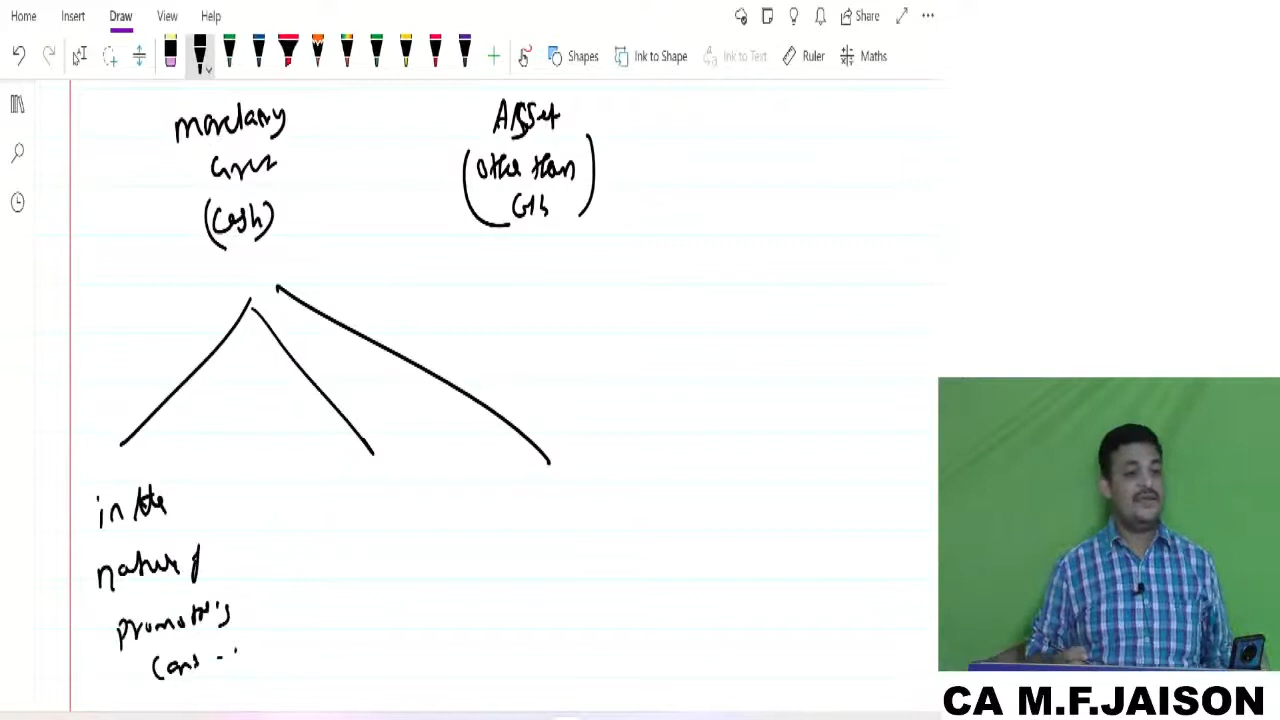 Home Insert Draw View Help Share
Shapes Ink to Shape Ink to Text Ruler Maths
monetary
(Cash)
Asset
(other than
in the
nature of
promoter's
CA M.F.JAISON